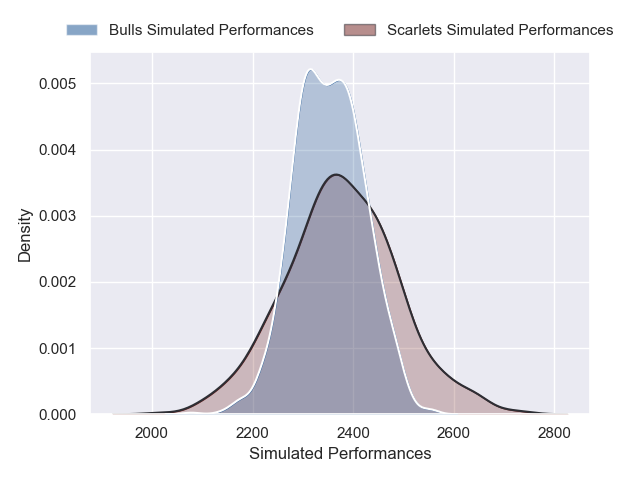 Bulls Simulated Performances Scarlets Simulated Performances
0.005
0.004
0.003
0.002
0.001
0.000
Density
2000 2200 2400 2600 2800
Simulated Performances